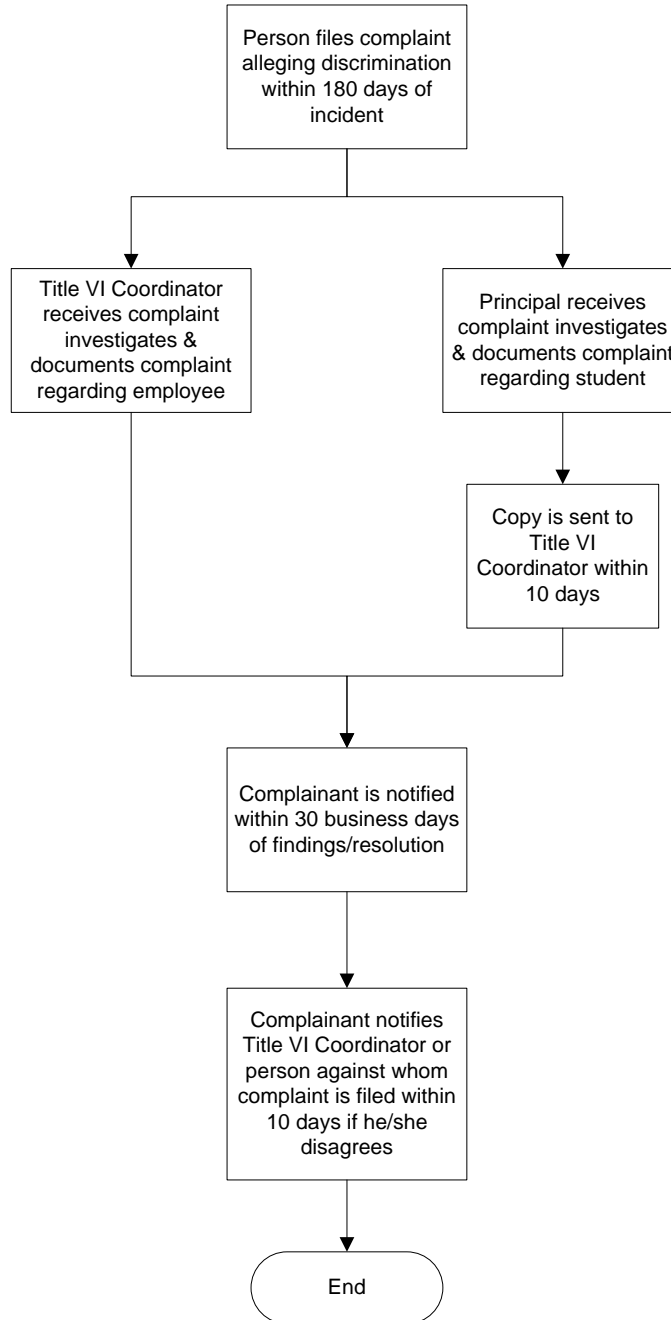 Person files complaint
alleging discrimination
within 180 days of
incident
Title VI Coordinator
receives complaint
investigates &
documents complaint
regarding employee
Principal receives
complaint investigates
& documents complaint
regarding student
Copy is sent to
Title VI
Coordinator within
10 days
Complainant is notified
within 30 business days
of findings/resolution
Complainant notifies
Title VI Coordinator or
person against whom
complaint is filed within
10 days if he/she
disagrees
End